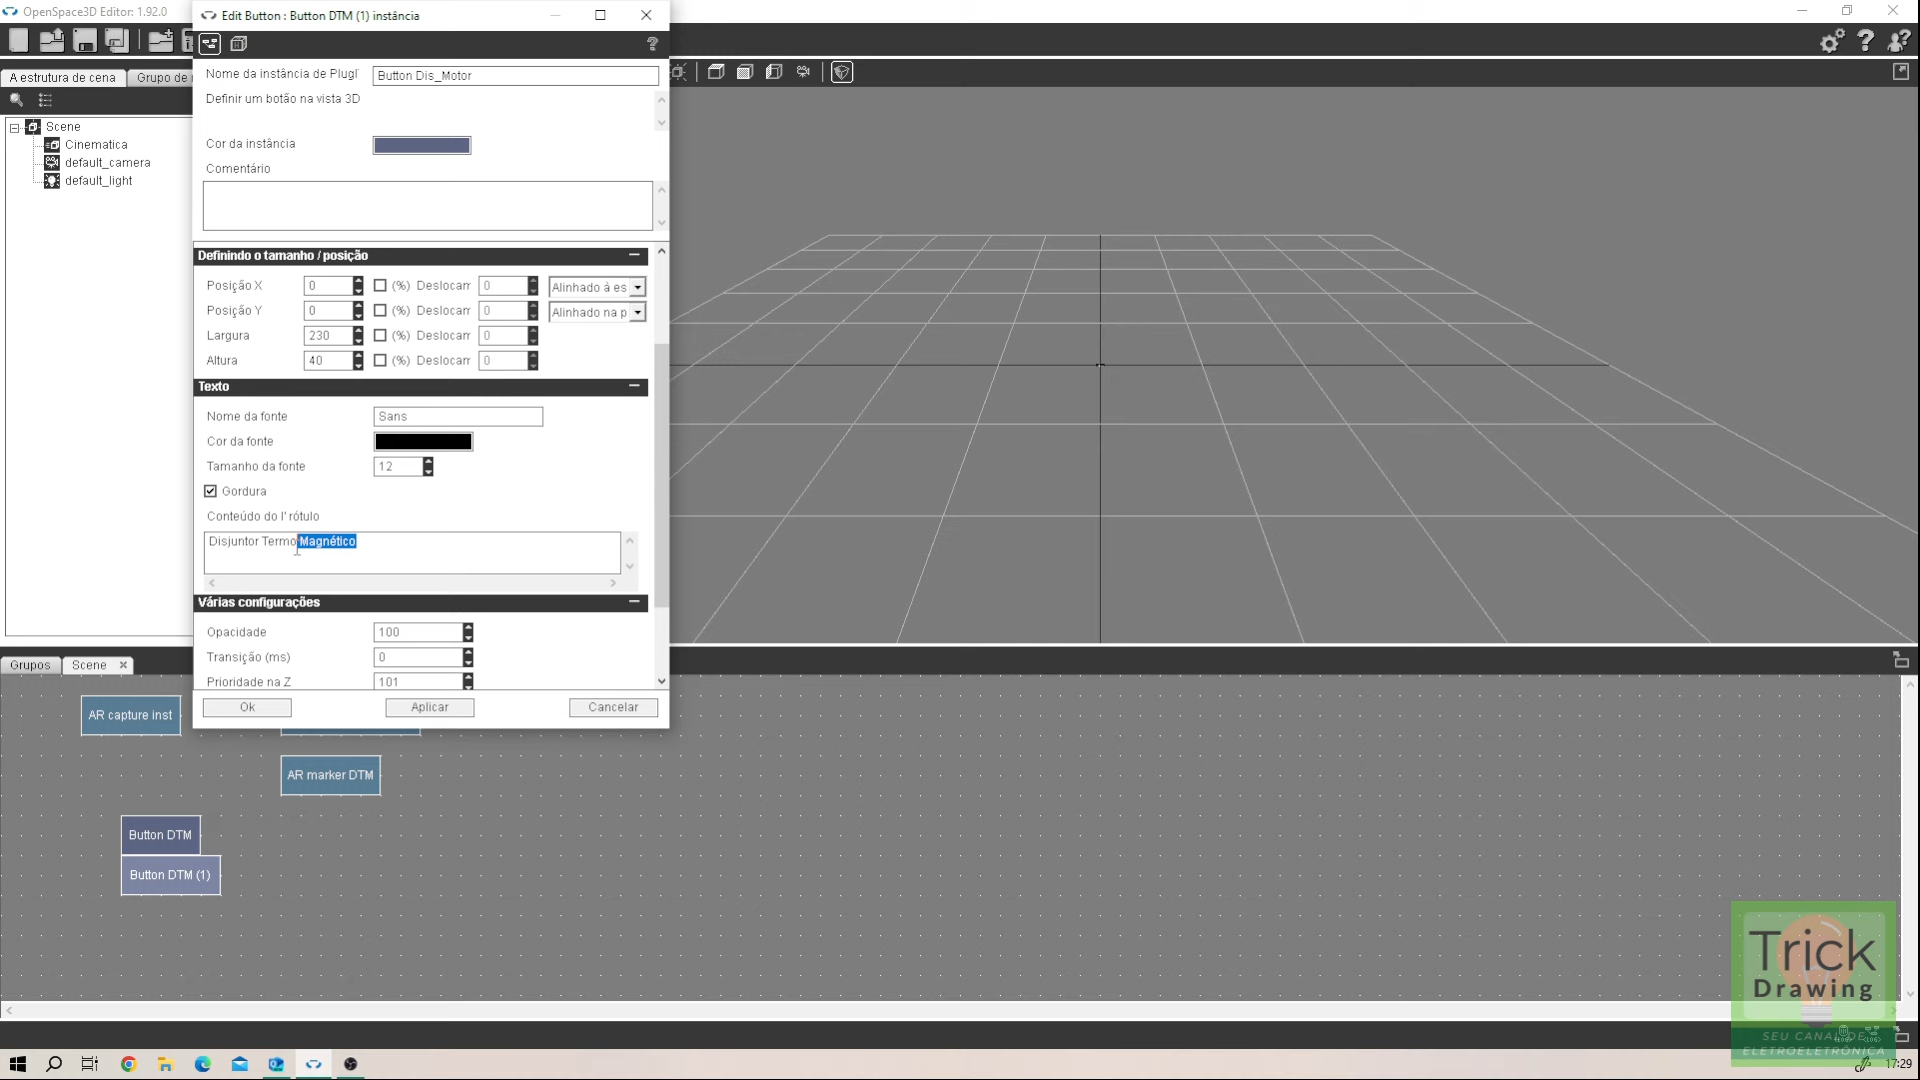 OpenSpace3D Editor: 1.92.0
Edit Button : Button DTM (1) instância
A estrutura de cena
Grupo de
Scene
Cinematica
default_camera
default_light
Nome da instância de PlugI
Button Dis_Motor
Definir um botão na vista 3D
Cor da instância
Comentário
Definindo o tamanho / posição
Posição X 0 (%) Deslocam 0 Alinhado à es
Posição Y 0 (%) Deslocam 0 Alinhado na p
Largura 230 (%) Deslocam 0
Altura 40 (%) Deslocam 0
Texto
Nome da fonte Sans
Cor da fonte
Tamanho da fonte 12
Gordura
Conteúdo do l' rótulo
Disjuntor Termo Magnético
Várias configurações
Opacidade 100
Transição (ms) 0
Prioridade na Z 101
Ok Aplicar Cancelar
Grupos Scene
AR capture inst
AR marker DTM
Button DTM
Button DTM (1)
Trick
Drawing
SEU CANAL DE
ELETROELETRÔNICA
17:29